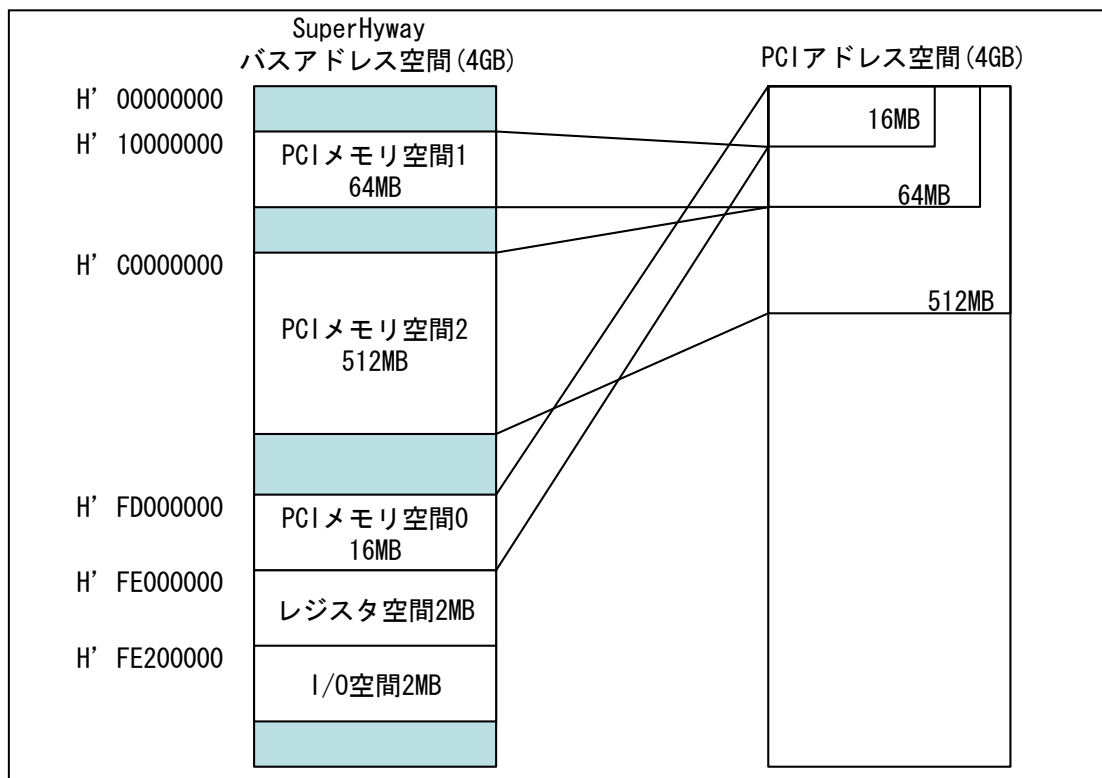 SuperHyway
バスアドレス空間(4GB)
PCIアドレス空間(4GB)
H' 00000000
H' 10000000
PCIメモリ空間1
64MB
H' C0000000
PCIメモリ空間2
512MB
H' FD000000
PCIメモリ空間0
16MB
H' FE000000
レジスタ空間2MB
H' FE200000
I/O空間2MB
16MB
64MB
512MB